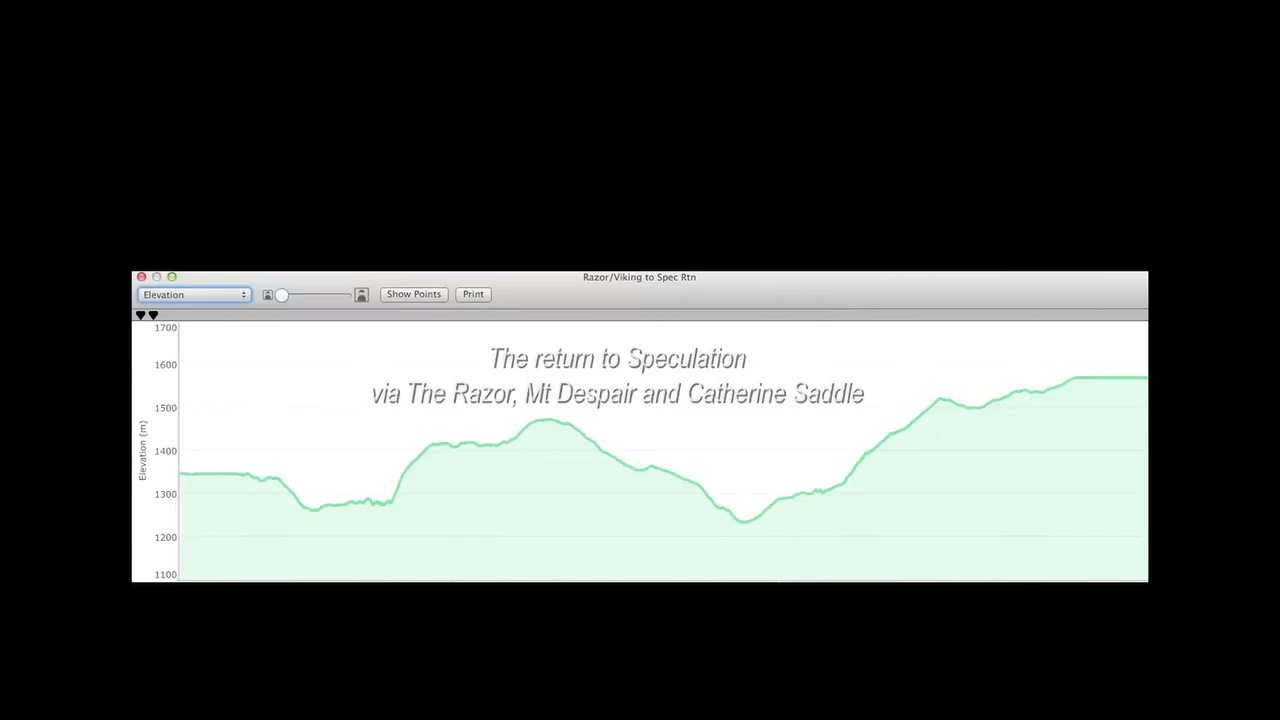 Razor/Viking to Spec Rtn
Elevation
Show Points
Print
The return to Speculation
via The Razor, Mt Despair and Catherine Saddle
Elevation (m)
1700
1600
1500
1400
1300
1200
1100